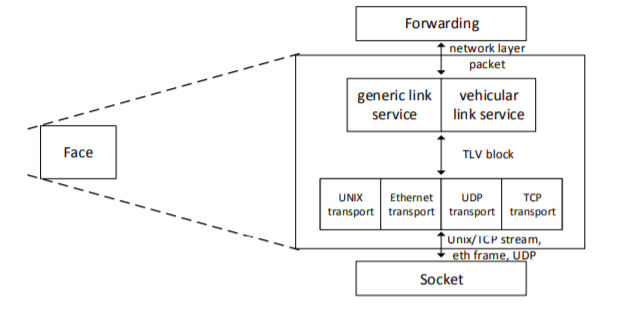 Forwarding
network layer
packet
generic link
service
vehicular
link service
Face
TLV block
UNIX
transport
Ethernet
transport
UDP
transport
TCP
transport
Unix/TCP stream,
eth frame, UDP
Socket